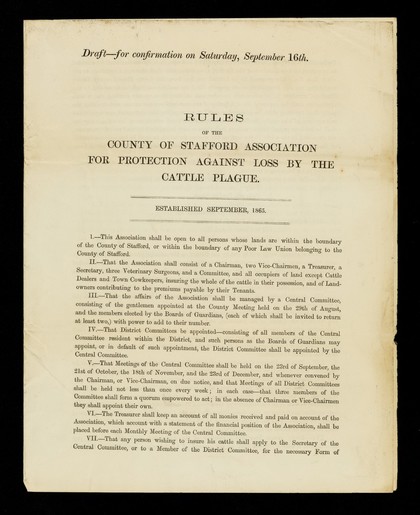 Draft—for confirmation on Saturday, September 16th.
RULES
OF THE
COUNTY OF STAFFORD ASSOCIATION
FOR PROTECTION AGAINST LOSS BY THE
CATTLE PLAGUE.
ESTABLISHED SEPTEMBER, 1865.
I.—This Association shall be open to all persons whose lands are within the boundary
of the County of Stafford, or within the boundary of any Poor Law Union belonging to the
County of Stafford.
II.—That the Association shall consist of a Chairman, two Vice-Chairmen, a Treasurer, a
Secretary, three Veterinary Surgeons, and a Committee, and all occupiers of land except Cattle
Dealers and Town Cowkeepers, insuring the whole of the cattle in their possession, and of Land-
owners contributing to the premiums payable by their Tenants.
III.—That the affairs of the Association shall be managed by a Central Committee,
consisting of the gentlemen appointed at the County Meeting held on the 29th of August,
and the members elected by the Boards of Guardians, (each of which shall be invited to return
at least two,) with power to add to their number.
IV.—That District Committees be appointed—consisting of all members of the Central
Committee resident within the District, and such persons as the Boards of Guardians may
appoint, or in default of such appointment, the District Committee shall be appointed by the
Central Committee.
V.—That Meetings of the Central Committee shall be held on the 23rd of September, the
21st of October, the 18th of November, and the 23rd of December, and whenever convened by
the Chairman, or Vice-Chairman, on due notice, and that Meetings of all District Committees
shall be held not less than once every week; in each case—that three members of the
Committee shall form a quorum empowered to act; in the absence of Chairman or Vice-Chairmen
they shall appoint their own.
VI.—The Treasurer shall keep an account of all monies received and paid on account of the
Association, which account with a statement of the financial position of the Association, shall be
placed before each Monthly Meeting of the Central Committee.
VII.—That any person wishing to insure his cattle shall apply to the Secretary of the
Central Committee, or to a Member of the District Committee, for the necessary Form of